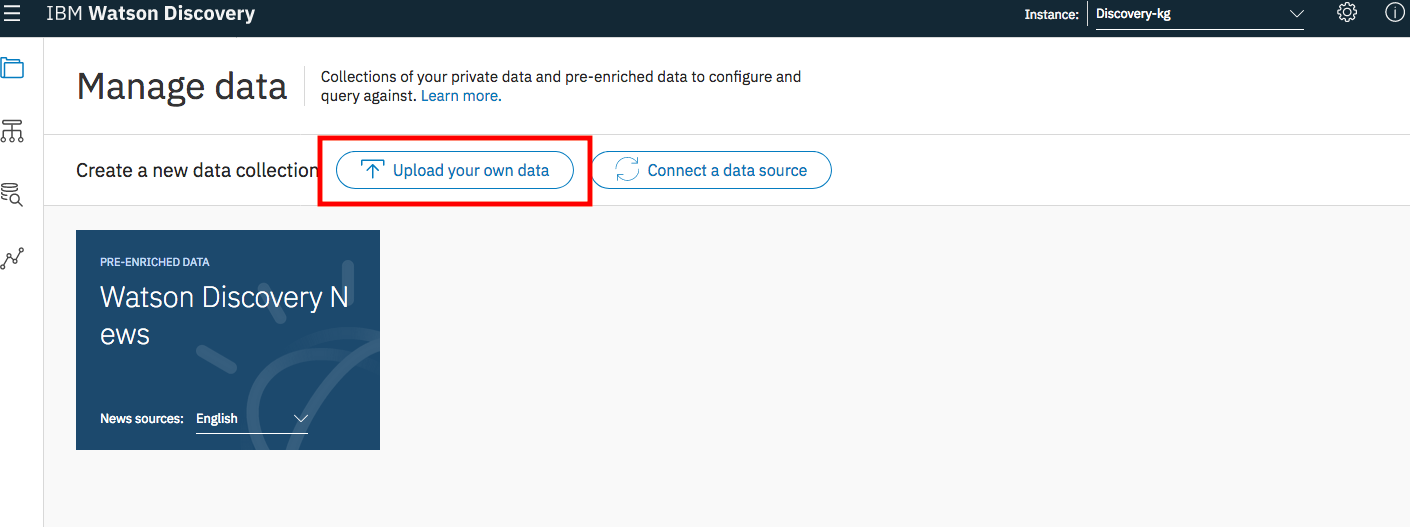 IBM Watson Discovery
Instance: Discovery-kg
Manage data
Collections of your private data and pre-enriched data to configure and
query against. Learn more.
Create a new data collection
Upload your own data
Connect a data source
PRE-ENRICHED DATA
Watson Discovery N
ews
News sources: English